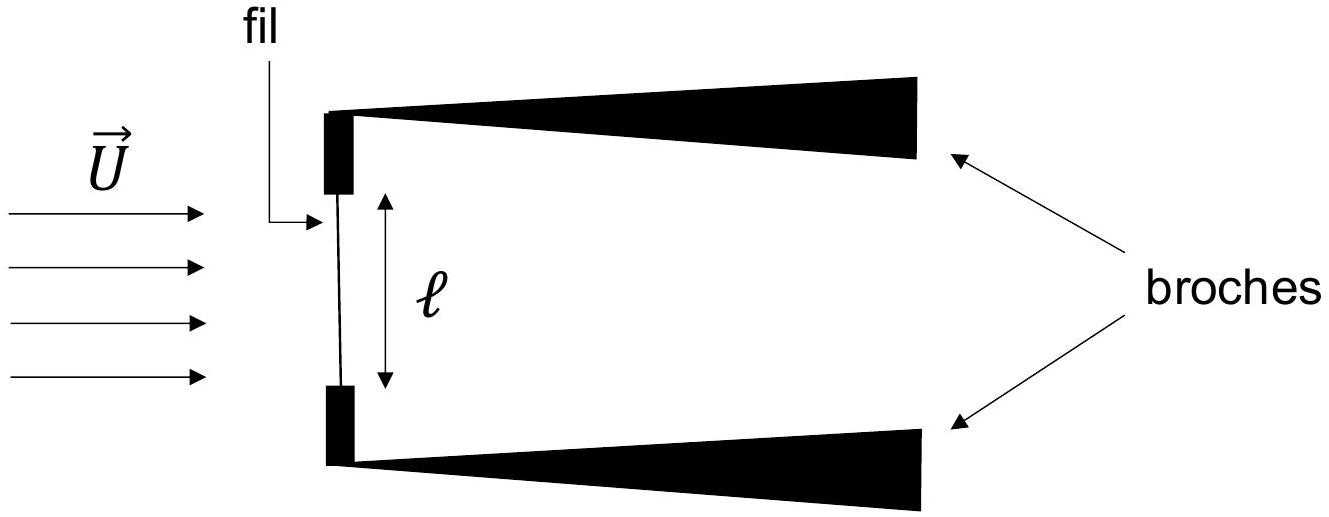 fil
U⃗
ℓ
broches